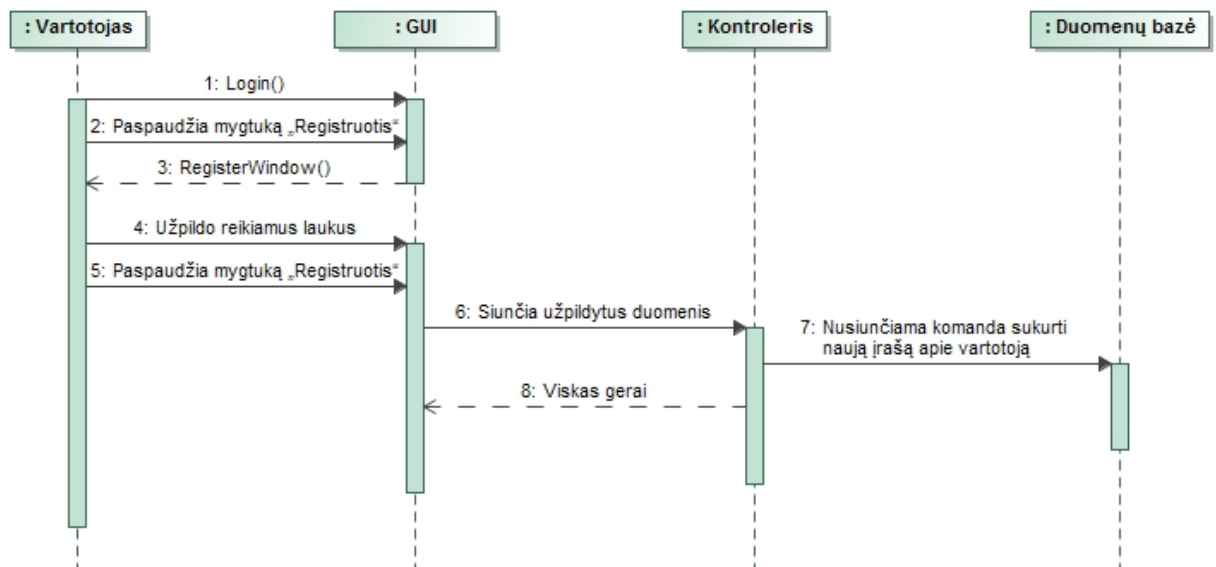 : Vartotojas
: GUI
: Kontroleris
: Duomenų bazė
1: Login()
2: Paspaudžia mygtuką „Registruotis“
3: RegisterWindow()
4: Užpildo reikiamus laukus
5: Paspaudžia mygtuką „Registruotis“
6: Siunčia užpildytus duomenis
7: Nusiunčiama komanda sukurti
naują įrašą apie vartotoją
8: Viskas gerai